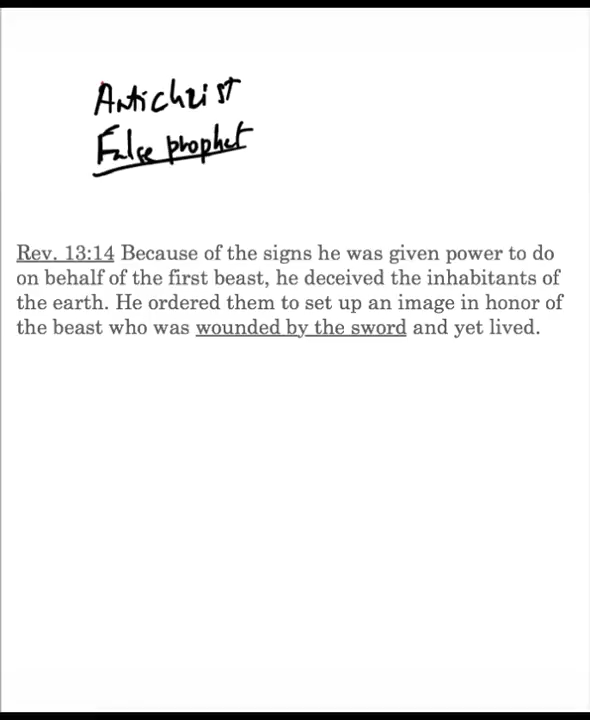 Antichrist
False prophet
Rev. 13:14 Because of the signs he was given power to do
on behalf of the first beast, he deceived the inhabitants of
the earth. He ordered them to set up an image in honor of
the beast who was wounded by the sword and yet lived.